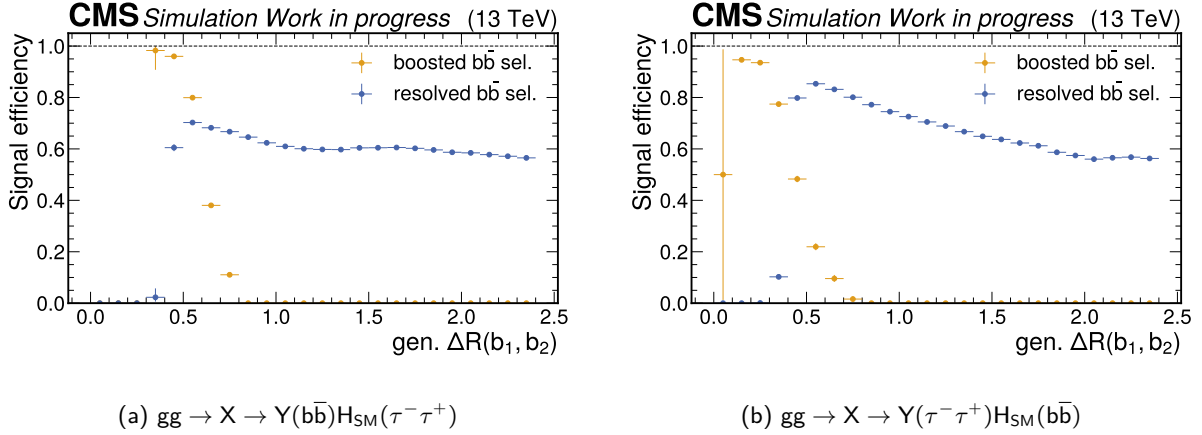 CMS Simulation Work in progress (13 TeV)
Signal efficiency
1.0
0.8
0.6
0.4
0.2
0.0
boosted bb̄ sel.
resolved bb̄ sel.
0.0 0.5 1.0 1.5 2.0 2.5
gen. ΔR(b₁, b₂)
(a) gg → X → Y(bb̅)H_SM(τ⁻τ⁺)
CMS Simulation Work in progress (13 TeV)
Signal efficiency
1.0
0.8
0.6
0.4
0.2
0.0
boosted bb̄ sel.
resolved bb̄ sel.
0.0 0.5 1.0 1.5 2.0 2.5
gen. ΔR(b₁, b₂)
(b) gg → X → Y(τ⁻τ⁺)H_SM(bb̅)